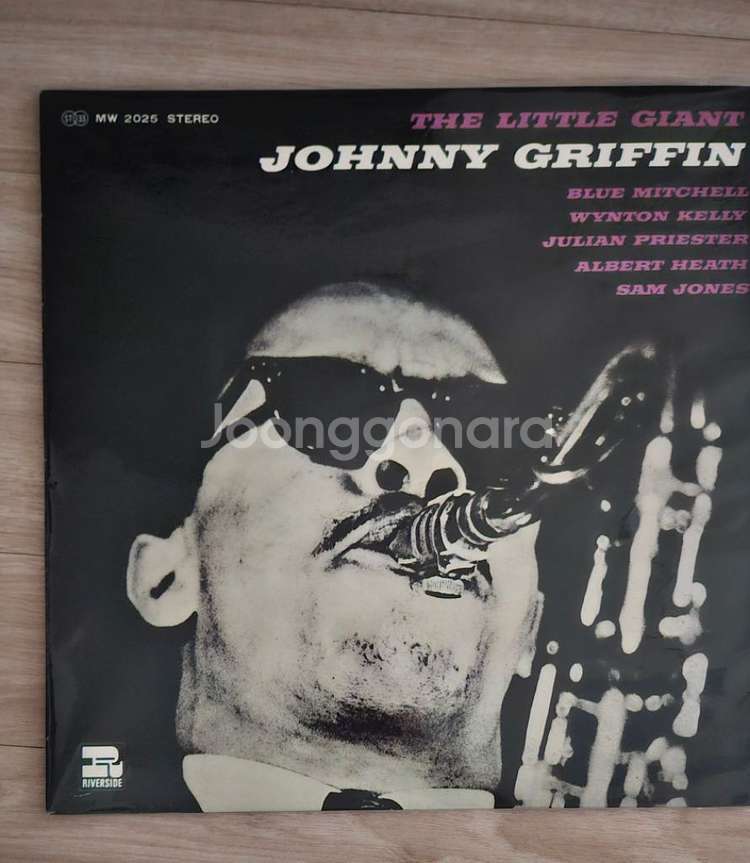 MW 2025 STEREO
THE LITTLE GIANT
JOHNNY GRIFFIN
BLUE MITCHELL
WYNTON KELLY
JULIAN PRIESTER
ALBERT HEATH
SAM JONES
Joonggonara
RIVERSIDE